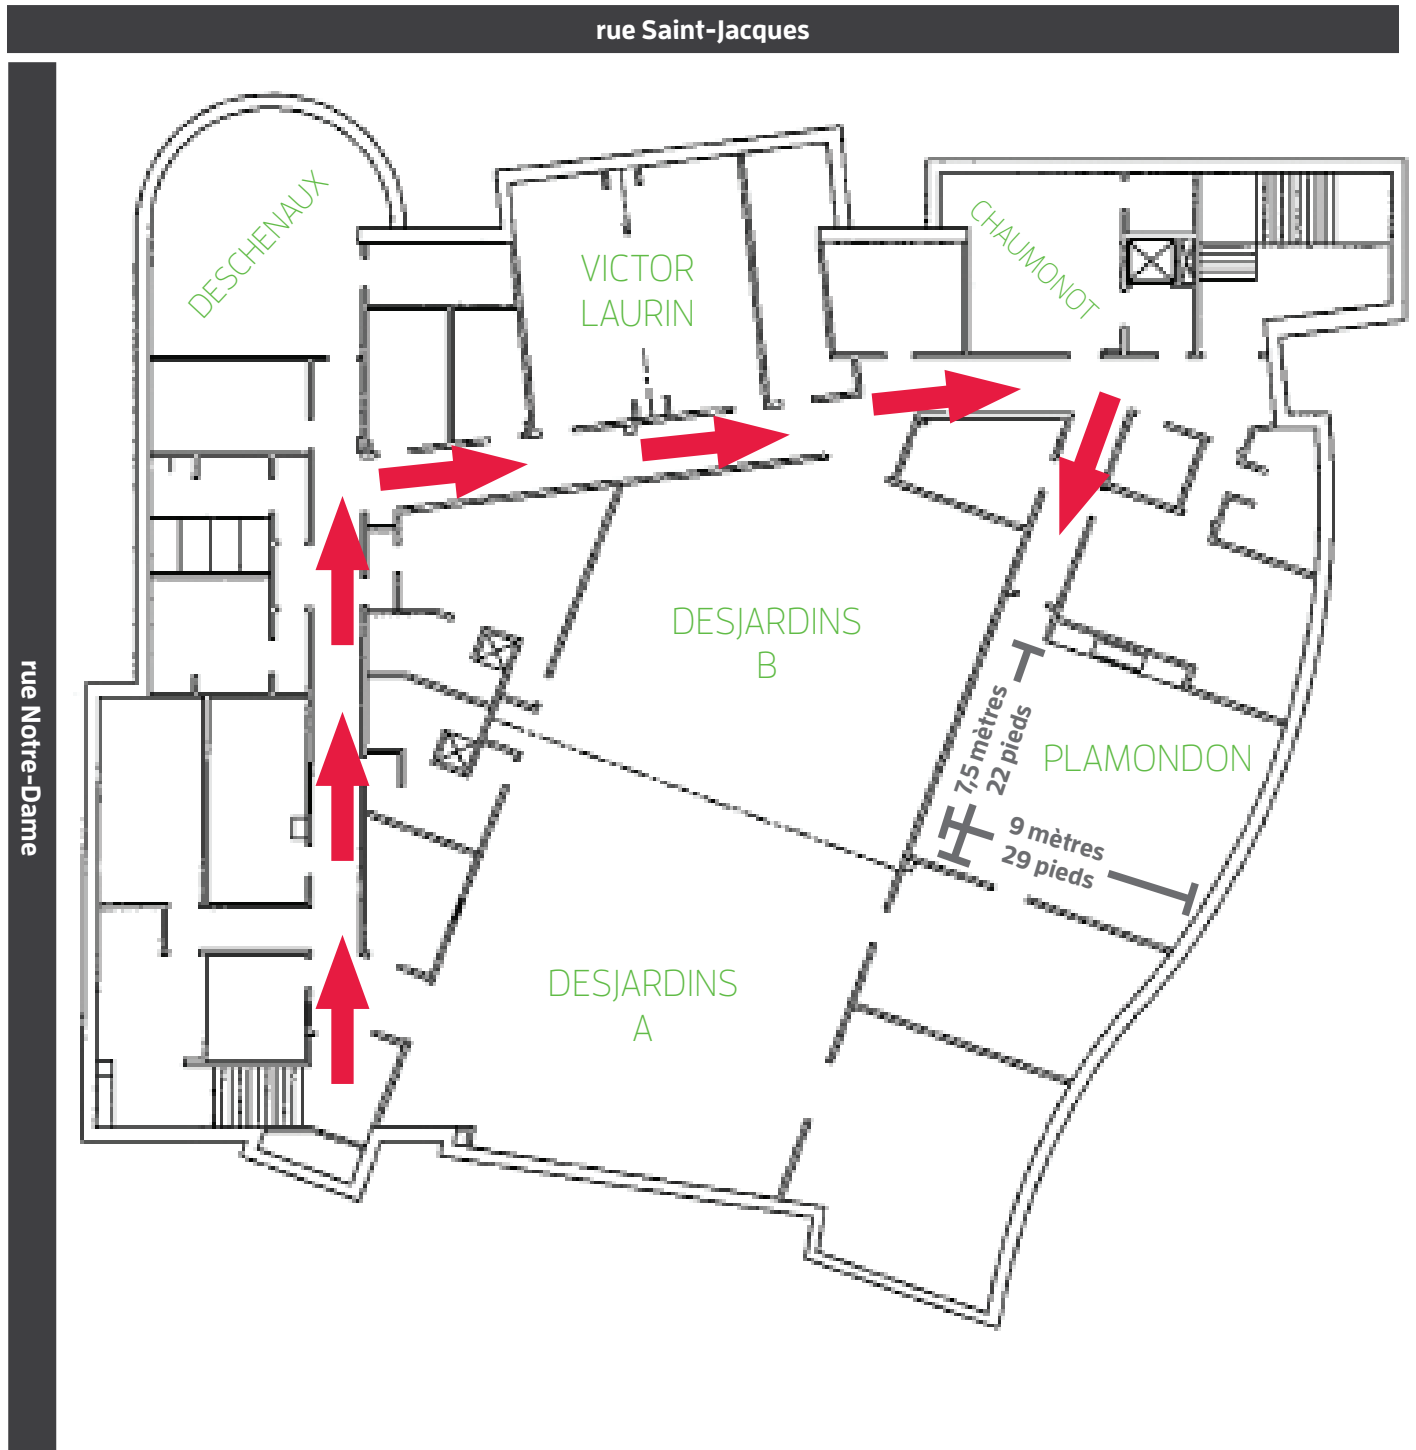 rue Saint-Jacques
rue Notre-Dame
DESCHENAUX
VICTOR
LAURIN
CHAUMONOT
DESJARDINS
B
7,5 mètres
22 pieds
PLAMONDON
9 mètres
29 pieds
DESJARDINS
A